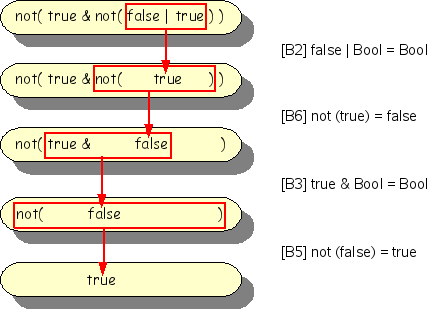 not( true & not( false | true ) )
[B2] false | Bool = Bool
not( true & not( true ) )
[B6] not (true) = false
not( true & false )
[B3] true & Bool = Bool
not( false )
[B5] not (false) = true
true